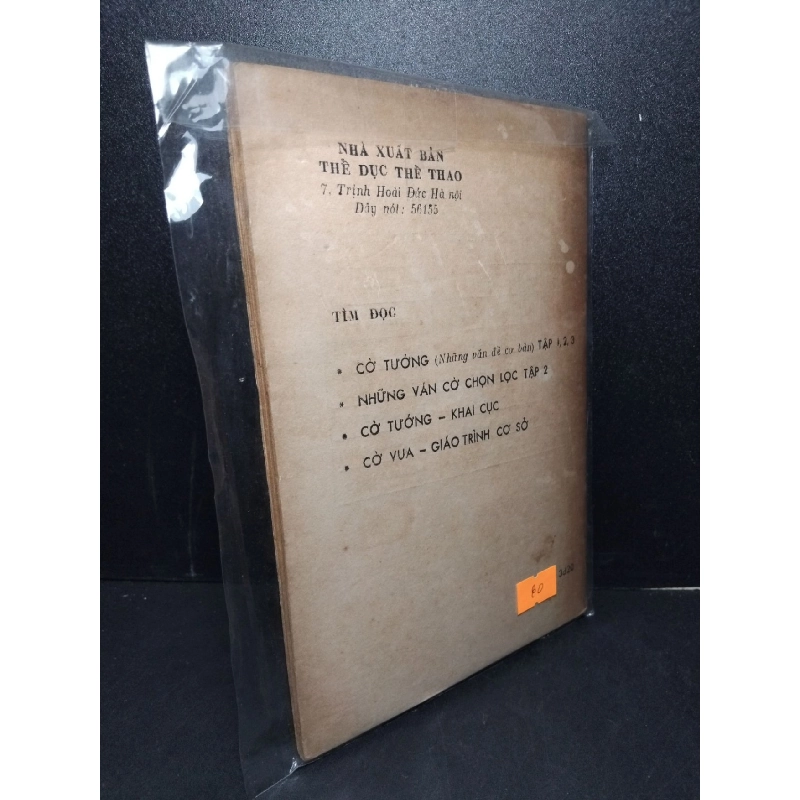 NHÀ XUẤT BẢN
THỂ DỤC THỂ THAO
7. Trịnh Hoài Đức Hà nội
Dây nói: 56155
TÌM ĐỌC
• CỜ TƯỚNG (Những vấn đề cơ bản) TẬP 1, 2, 3
• NHỮNG VÁN CỜ CHỌN LỌC TẬP 2
• CỜ TƯỚNG – KHAI CỤC
• CỜ VUA – GIÁO TRÌNH CƠ SỞ